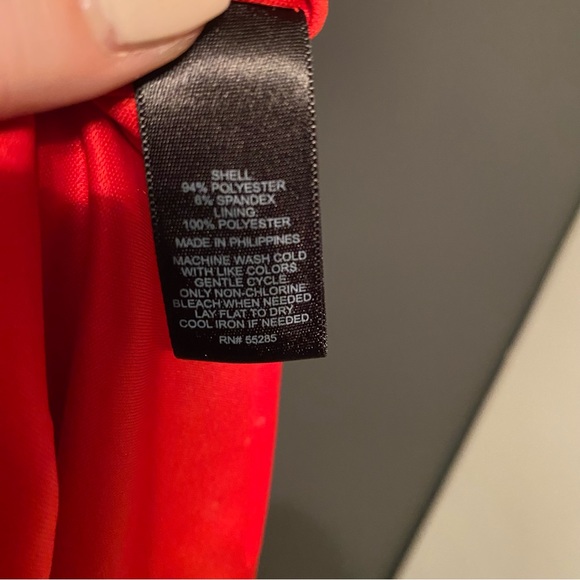 SHELL:
94% POLYESTER
6% SPANDEX
LINING:
100% POLYESTER
MADE IN PHILIPPINES
MACHINE WASH COLD
WITH LIKE COLORS.
GENTLE CYCLE.
ONLY NON-CHLORINE
BLEACH WHEN NEEDED.
LAY FLAT TO DRY.
COOL IRON IF NEEDED.
RN# 55285